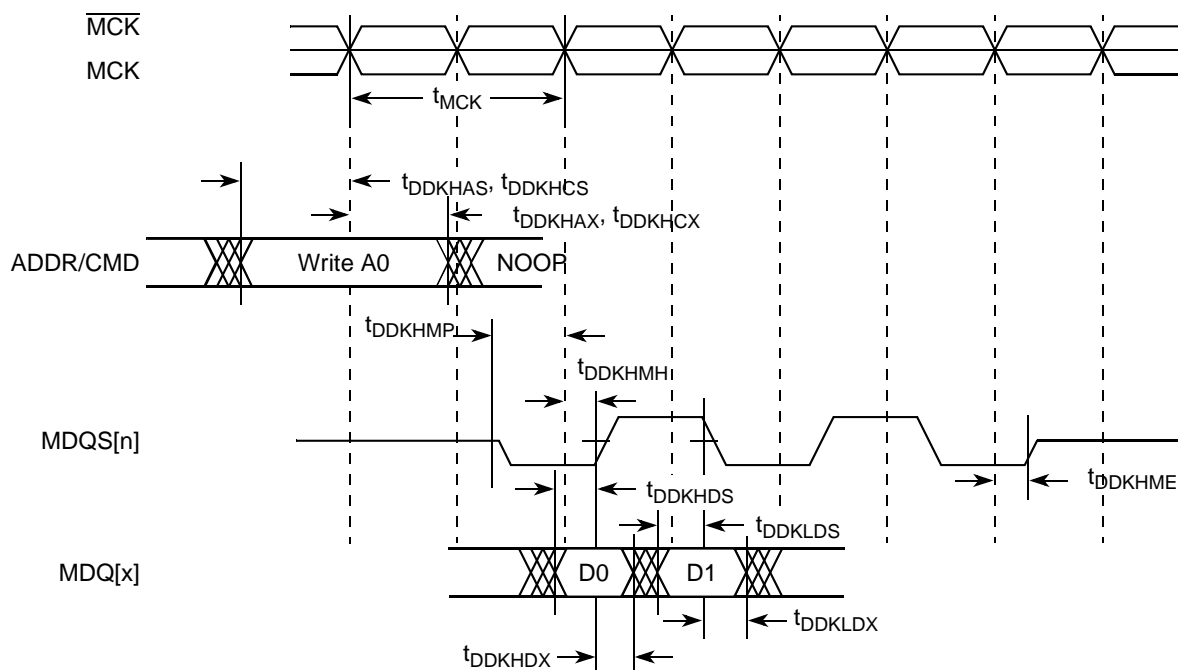 MCK
MCK
tMCK
tDDKHAS, tDDKHCS
tDDKHAX, tDDKHCX
ADDR/CMD
Write A0
NOOP
tDDKHMP
tDDKHMH
MDQS[n]
tDDKHME
tDDKHDS
tDDKLDS
MDQ[x]
D0
D1
tDDKLDX
tDDKHDX